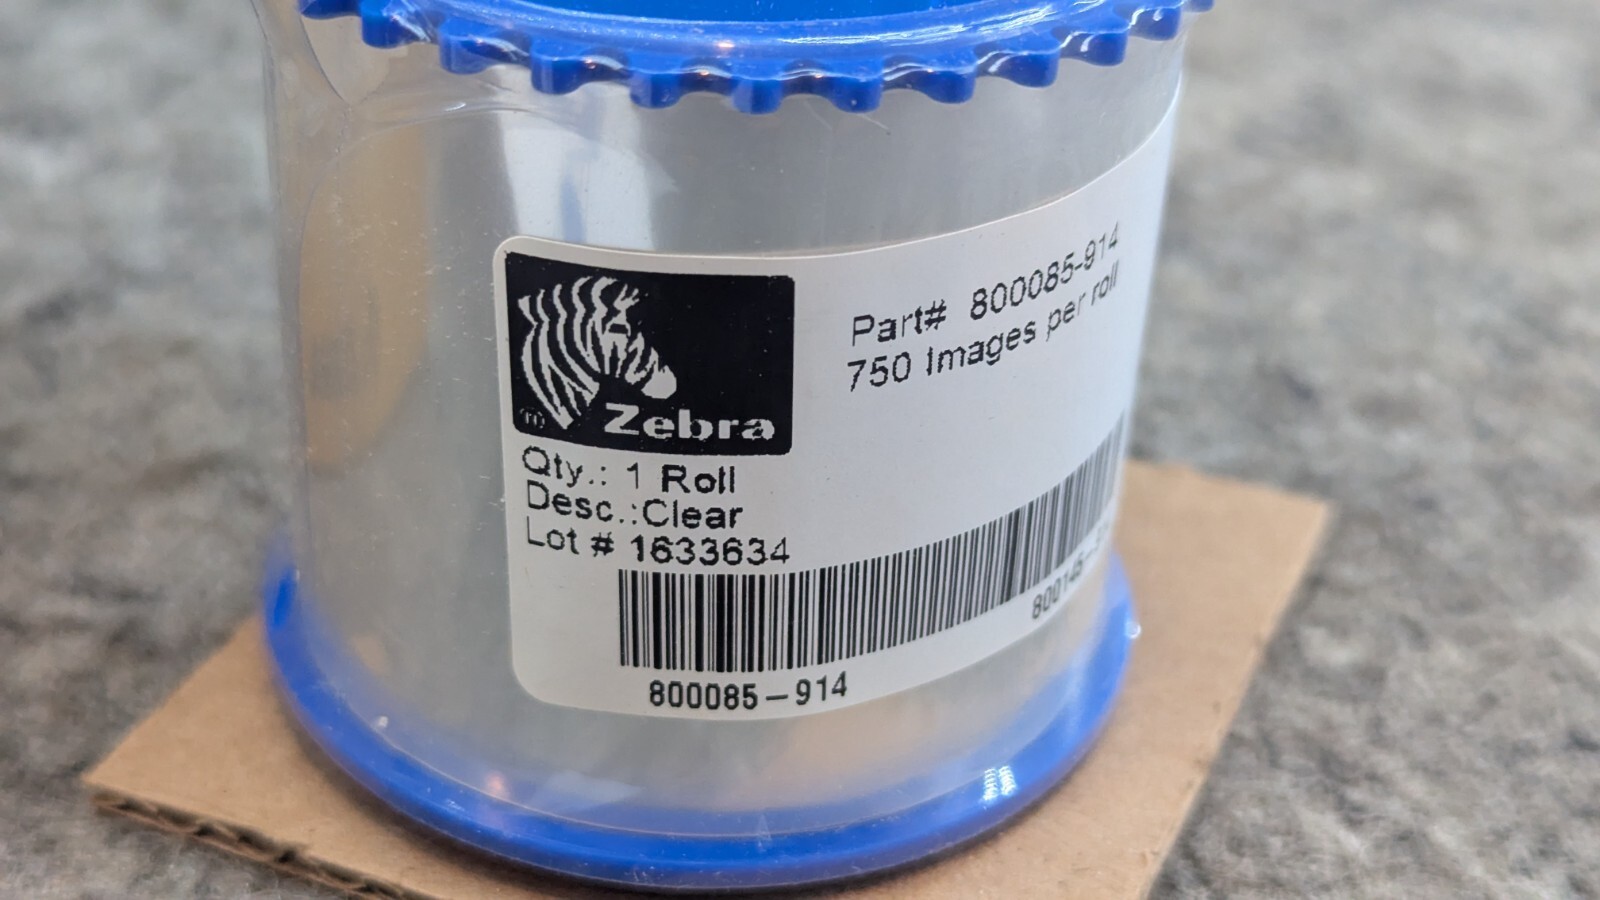 Zebra
Part# 800085-914
750 Images per roll
Qty.: 1 Roll
Desc.:Clear
Lot # 1633634
800085-914